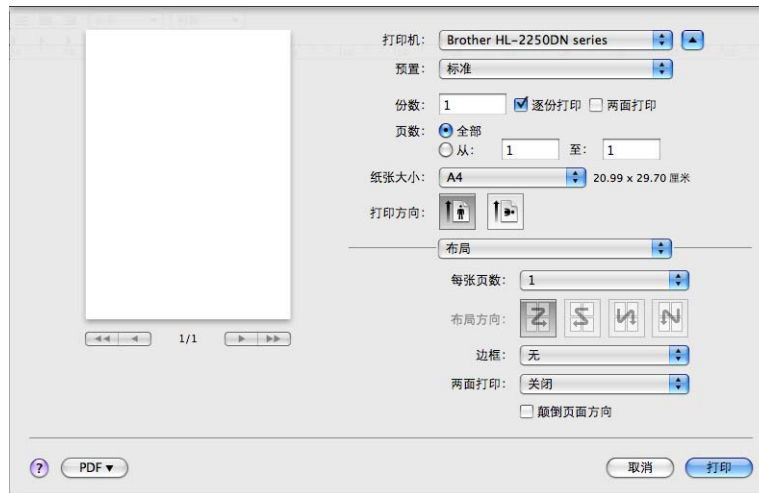 打印机: Brother HL-2250DN series
预置: 标准
份数: 1 逐份打印 两面打印
页数: 全部
从: 1 至: 1
纸张大小: A4 20.99 x 29.70 厘米
打印方向:
布局
每张页数: 1
布局方向:
1/1
边框: 无
两面打印: 关闭
颠倒页面方向
? PDF 取消 打印